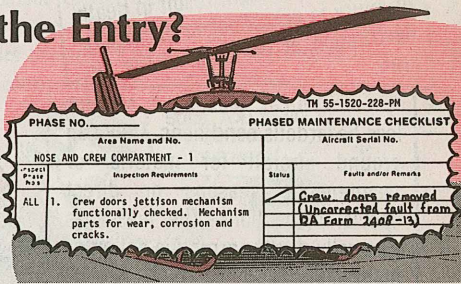 the Entry?
TM 55-1520-228-PM
PHASE NO.
PHASED MAINTENANCE CHECKLIST
Area Name and No.
Aircraft Serial No.
NOSE AND CREW COMPARTMENT - 1
Inspection Requirements
Status
Faults and/or Remarks
ALL 1. Crew doors jettison mechanism
functionally checked. Mechanism
parts for wear, corrosion and
cracks.
Crew doors removed
(Uncorrected fault from
DA Form 2408-13)